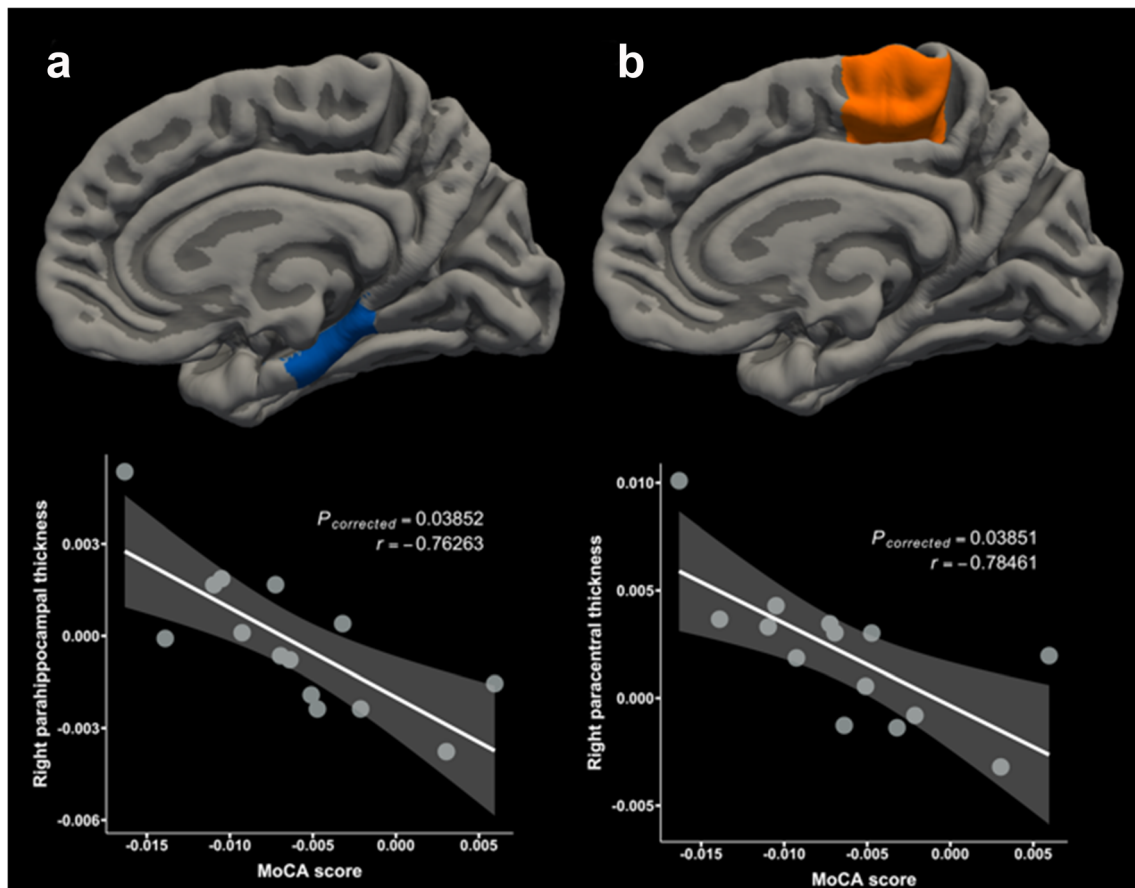 a
b
P corrected = 0.03852
r = −0.76263
0.003
0.000
-0.003
-0.006
Right parahippocampal thickness
-0.015 -0.010 -0.005 0.000 0.005
MoCA score
P corrected = 0.03851
r = −0.78461
0.010
0.005
0.000
-0.005
Right paracentral thickness
-0.015 -0.010 -0.005 0.000 0.005
MoCA score